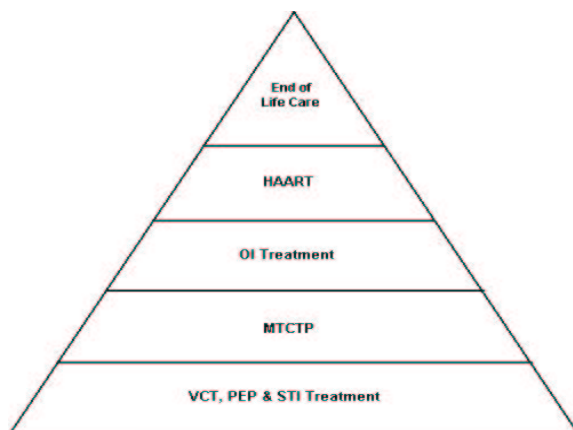 End of
Life Care
HAART
OI Treatment
MTCTP
VCT, PEP & STI Treatment